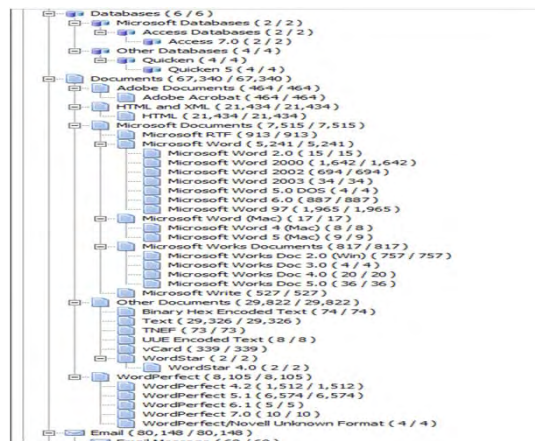 Databases ( 6 / 6 )
Microsoft Databases ( 2 / 2 )
Access Databases ( 2 / 2 )
Access 7.0 ( 2 / 2 )
Other Databases ( 4 / 4 )
Quicken ( 4 / 4 )
Quicken 5 ( 4 / 4 )
Documents ( 67,340 / 67,340 )
Adobe Documents ( 464 / 464 )
Adobe Acrobat ( 464 / 464 )
HTML and XML ( 21,434 / 21,434 )
HTML ( 21,434 / 21,434 )
Microsoft Documents ( 7,515 / 7,515 )
Microsoft RTF ( 913 / 913 )
Microsoft Word ( 5,241 / 5,241 )
Microsoft Word 2.0 ( 15 / 15 )
Microsoft Word 2000 ( 1,642 / 1,642 )
Microsoft Word 2002 ( 694 / 694 )
Microsoft Word 2003 ( 34 / 34 )
Microsoft Word 5.0 DOS ( 4 / 4 )
Microsoft Word 6.0 ( 887 / 887 )
Microsoft Word 97 ( 1,965 / 1,965 )
Microsoft Word (Mac) ( 17 / 17 )
Microsoft Word 4 (Mac) ( 8 / 8 )
Microsoft Word 5 (Mac) ( 9 / 9 )
Microsoft Works Documents ( 817 / 817 )
Microsoft Works Doc 2.0 (Win) ( 757 / 757 )
Microsoft Works Doc 3.0 ( 4 / 4 )
Microsoft Works Doc 4.0 ( 20 / 20 )
Microsoft Works Doc 5.0 ( 36 / 36 )
Microsoft Write ( 527 / 527 )
Other Documents ( 29,822 / 29,822 )
Binary Hex Encoded Text ( 74 / 74 )
Text ( 29,326 / 29,326 )
TNEF ( 73 / 73 )
UUE Encoded Text ( 8 / 8 )
vCard ( 339 / 339 )
WordStar ( 2 / 2 )
WordStar 4.0 ( 2 / 2 )
WordPerfect ( 8,105 / 8,105 )
WordPerfect 4.2 ( 1,512 / 1,512 )
WordPerfect 5.1 ( 6,574 / 6,574 )
WordPerfect 6.1 ( 5 / 5 )
WordPerfect 7.0 ( 10 / 10 )
WordPerfect/Novell Unknown Format ( 4 / 4 )
Email ( 80,148 / 80,148 )